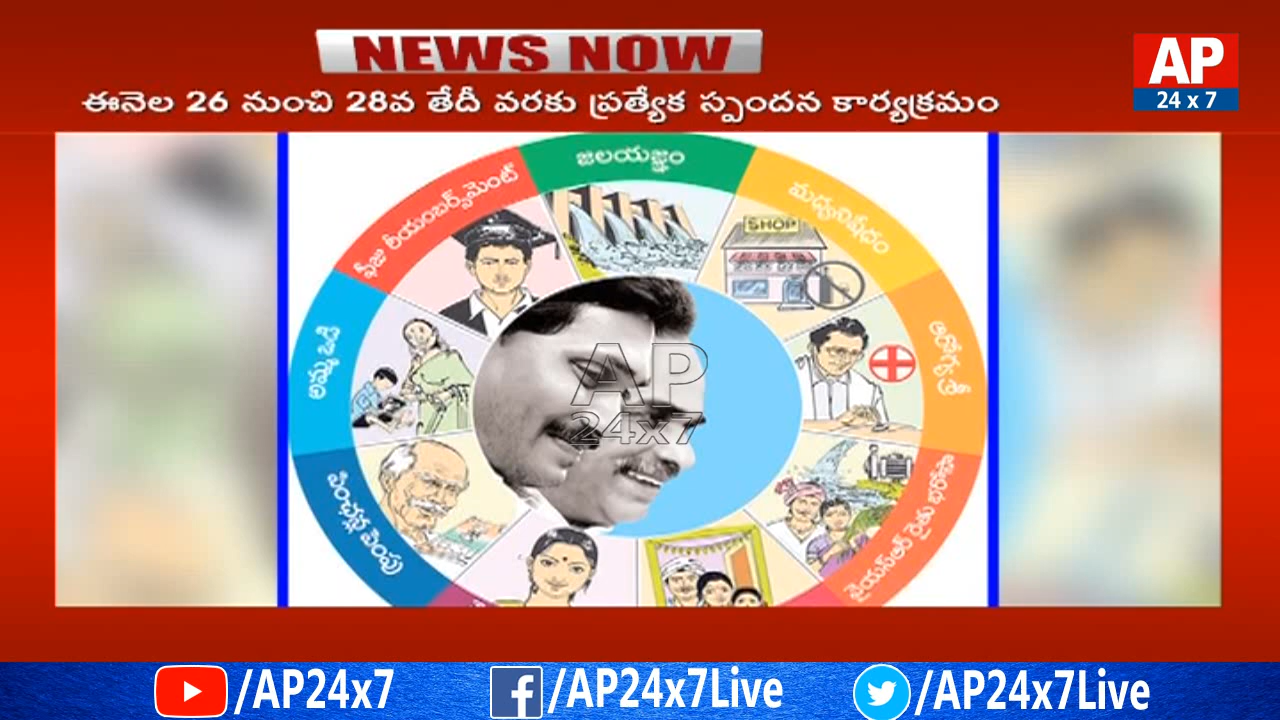 NEWS NOW
AP
24 x 7
ఈనెల 26 నుంచి 28వ తేదీ వరకు ప్రత్యేక స్పందన కార్యక్రమం
జలయజ్ఞం
ఫీజు రీయంబర్స్‌మెంట్
మద్యనిషేధం
SHOP
అమ్మ ఒడి
ఆరోగ్యశ్రీ
AP
24x7
పింఛన్ల పెంపు
వైయస్ఆర్ రైతు భరోసా
/AP24x7
/AP24x7Live
/AP24x7Live